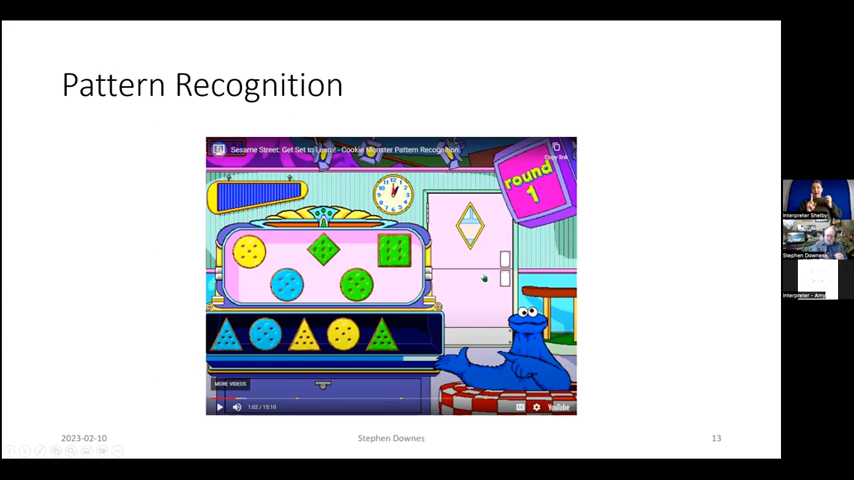 Pattern Recognition
Sesame Street: Get Set to Learn! - Cookie Monster Pattern Recognition
Copy link
round
1
MORE VIDEOS
1:02 / 15:10
YouTube
2023-02-10
Stephen Downes
13
Interpreter Shelby
Stephen Downes
Interpreter - Amy